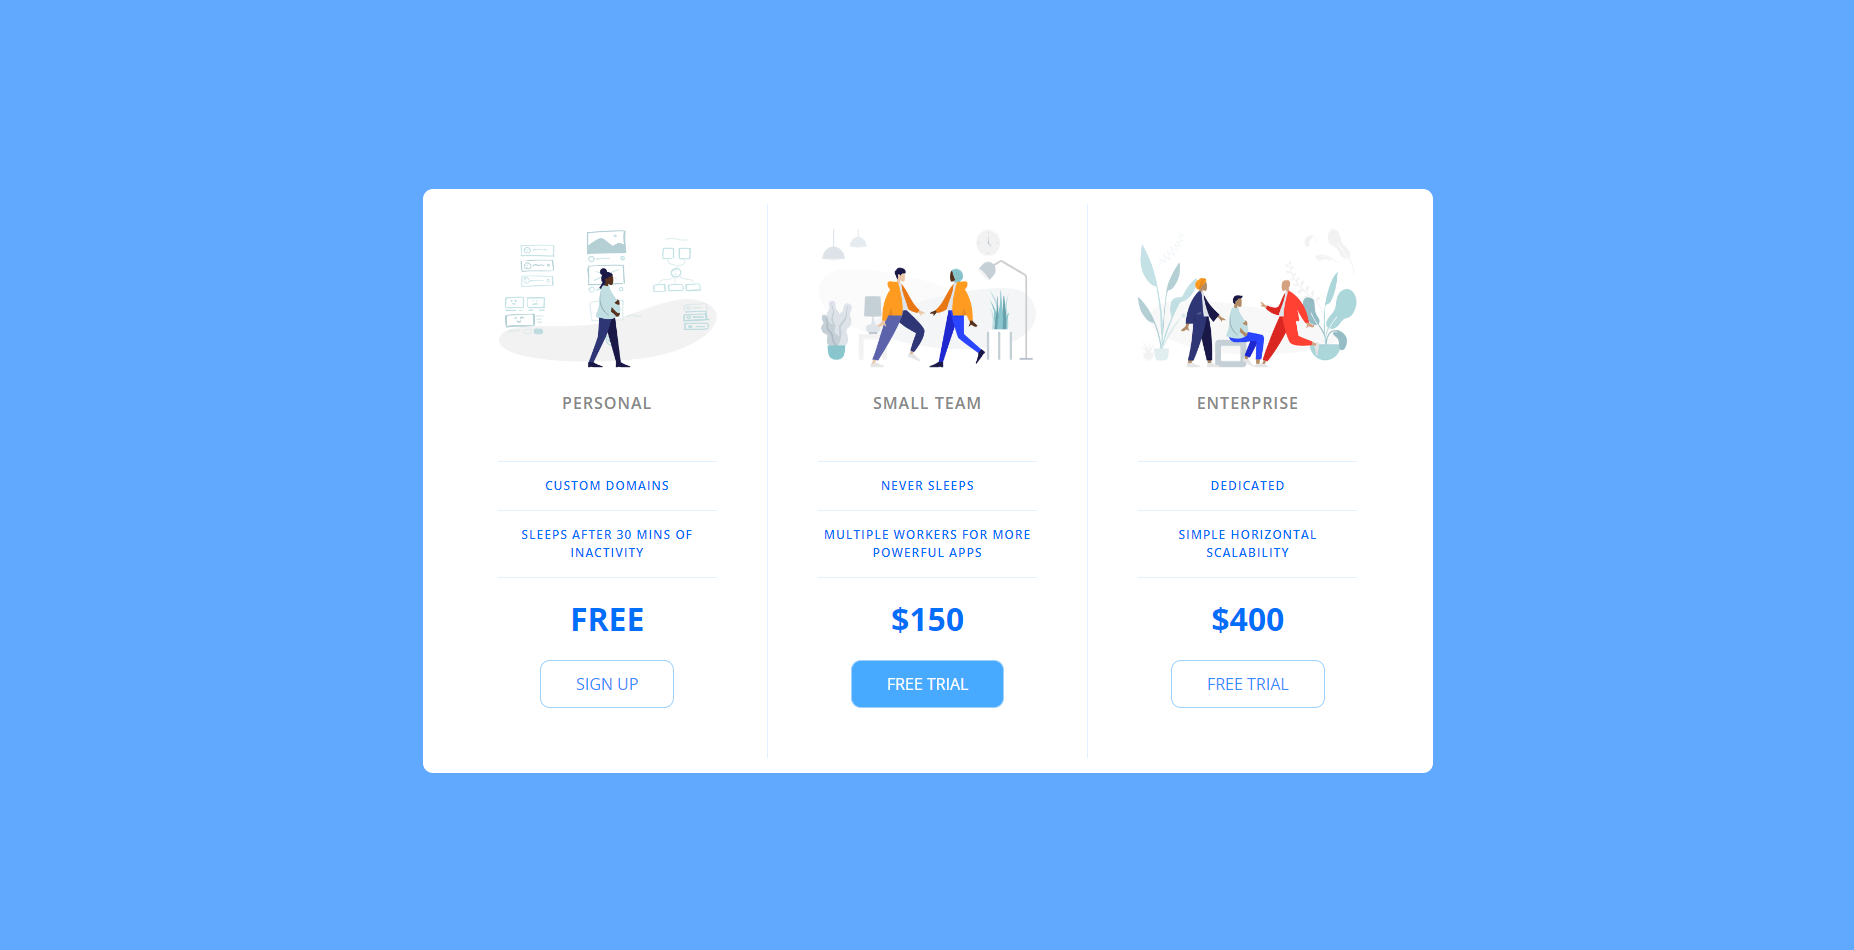 PERSONAL
CUSTOM DOMAINS
SLEEPS AFTER 30 MINS OF
INACTIVITY
FREE
SIGN UP
SMALL TEAM
NEVER SLEEPS
MULTIPLE WORKERS FOR MORE
POWERFUL APPS
$150
FREE TRIAL
ENTERPRISE
DEDICATED
SIMPLE HORIZONTAL
SCALABILITY
$400
FREE TRIAL